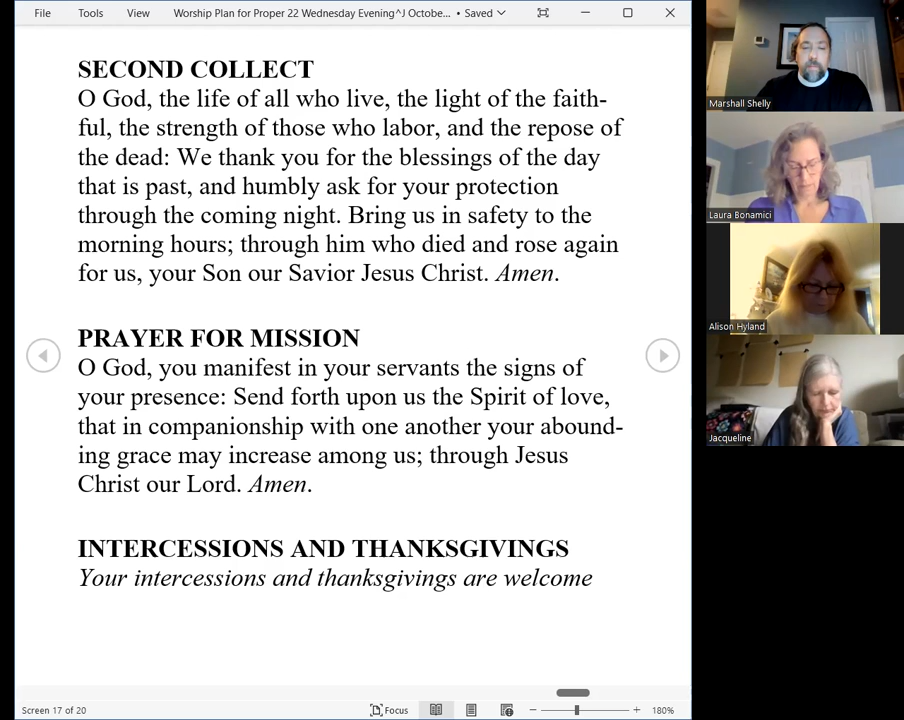 File Tools View Worship Plan for Proper 22 Wednesday Evening^J Octobe... • Saved
SECOND COLLECT
O God, the life of all who live, the light of the faith-
ful, the strength of those who labor, and the repose of
the dead: We thank you for the blessings of the day
that is past, and humbly ask for your protection
through the coming night. Bring us in safety to the
morning hours; through him who died and rose again
for us, your Son our Savior Jesus Christ. Amen.
PRAYER FOR MISSION
O God, you manifest in your servants the signs of
your presence: Send forth upon us the Spirit of love,
that in companionship with one another your abound-
ing grace may increase among us; through Jesus
Christ our Lord. Amen.
INTERCESSIONS AND THANKSGIVINGS
Your intercessions and thanksgivings are welcome
Screen 17 of 20 Focus 180%
Marshall Shelly
Laura Bonamici
Alison Hyland
Jacqueline